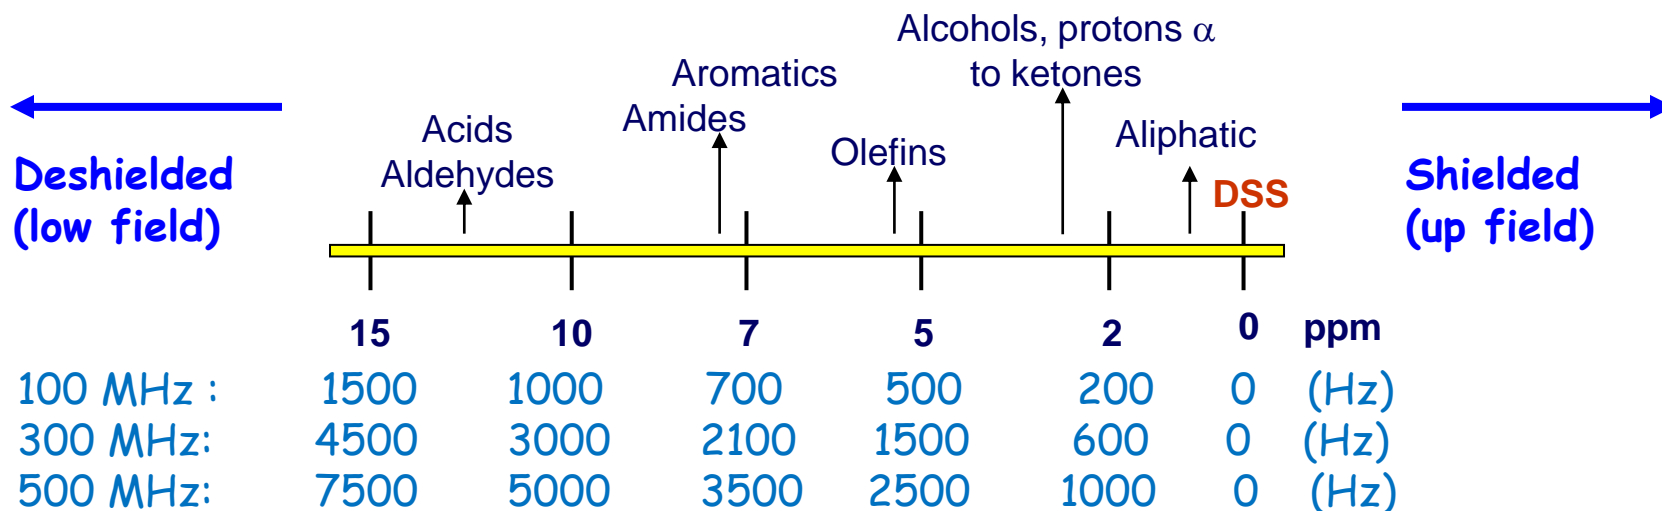 Alcohols, protons α
to ketones
Aromatics
Amides
Acids
Aldehydes
Olefins
Aliphatic
DSS
Deshielded
(low field)
Shielded
(up field)
15 10 7 5 2 0 ppm
100 MHz : 1500 1000 700 500 200 0 (Hz)
300 MHz: 4500 3000 2100 1500 600 0 (Hz)
500 MHz: 7500 5000 3500 2500 1000 0 (Hz)